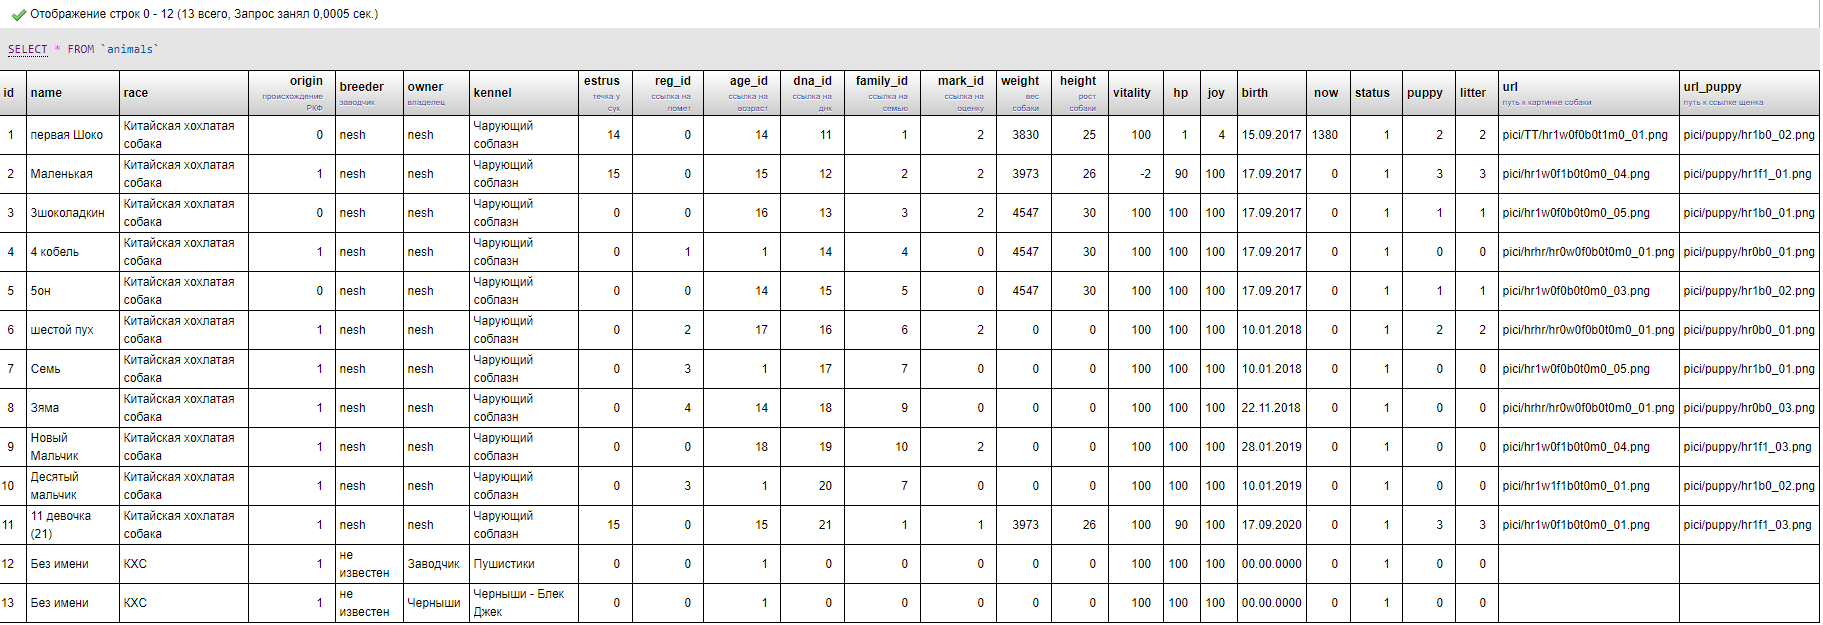 Отображение строк 0 - 12 (13 всего, Запрос занял 0,0005 сек.)
SELECT * FROM `animals`
id name race origin происхождение РКФ breeder заводчик owner владелец kennel estrus течка у сук reg_id ссылка на помет age_id ссылка на возраст dna_id ссылка на днк family_id ссылка на семью mark_id ссылка на оценку weight вес собаки height рост собаки vitality hp joy birth now status puppy litter url путь к картинке собаки url_puppy путь к ссылке щенка
1 первая Шоко Китайская хохлатая собака 0 nesh nesh Чарующий соблазн 14 0 14 11 1 2 3830 25 100 1 4 15.09.2017 1380 1 2 2 pici/TT/hr1w0f0b0t1m0_01.png pici/puppy/hr1b0_02.png
2 Маленькая Китайская хохлатая собака 1 nesh nesh Чарующий соблазн 15 0 15 12 2 2 3973 26 -2 90 100 17.09.2017 0 1 3 3 pici/hr1w0f1b0t0m0_04.png pici/puppy/hr1f1_01.png
3 3шоколадкин Китайская хохлатая собака 0 nesh nesh Чарующий соблазн 0 0 16 13 3 2 4547 30 100 100 100 17.09.2017 0 1 1 1 pici/hr1w0f0b0t0m0_05.png pici/puppy/hr1b0_01.png
4 4 кобель Китайская хохлатая собака 1 nesh nesh Чарующий соблазн 0 1 1 14 4 0 4547 30 100 100 100 17.09.2017 0 1 0 0 pici/hrhr/hr0w0f0b0t0m0_01.png pici/puppy/hr0b0_01.png
5 5он Китайская хохлатая собака 0 nesh nesh Чарующий соблазн 0 0 14 15 5 0 4547 30 100 100 100 17.09.2017 0 1 1 1 pici/hr1w0f0b0t0m0_03.png pici/puppy/hr1b0_02.png
6 шестой пух Китайская хохлатая собака 1 nesh nesh Чарующий соблазн 0 2 17 16 6 2 0 0 100 100 100 10.01.2018 0 1 2 2 pici/hrhr/hr0w0f0b0t0m0_01.png pici/puppy/hr0b0_01.png
7 Семь Китайская хохлатая собака 1 nesh nesh Чарующий соблазн 0 3 1 17 7 0 0 0 100 100 100 10.01.2018 0 1 0 0 pici/hr1w0f0b0t0m0_05.png pici/puppy/hr1b0_01.png
8 Зяма Китайская хохлатая собака 1 nesh nesh Чарующий соблазн 0 4 14 18 9 0 0 0 100 100 100 22.11.2018 0 1 0 0 pici/hrhr/hr0w0f0b0t0m0_01.png pici/puppy/hr0b0_03.png
9 Новый Мальчик Китайская хохлатая собака 1 nesh nesh Чарующий соблазн 0 0 18 19 10 2 0 0 100 100 100 28.01.2019 0 1 0 0 pici/hr1w0f1b0t0m0_04.png pici/puppy/hr1f1_03.png
10 Десятый мальчик Китайская хохлатая собака 1 nesh nesh Чарующий соблазн 0 3 1 20 7 0 0 0 100 100 100 10.01.2019 0 1 0 0 pici/hr1w1f1b0t0m0_01.png pici/puppy/hr1b0_02.png
11 11 девочка (21) Китайская хохлатая собака 1 nesh nesh Чарующий соблазн 15 0 15 21 1 1 3973 26 100 90 100 17.09.2020 0 1 3 3 pici/hr1w0f1b0t0m0_01.png pici/puppy/hr1f1_03.png
12 Без имени КХС 1 не известен Заводчик Пушистики 0 0 1 0 0 0 0 0 100 100 100 00.00.0000 0 1 0 0
13 Без имени КХС 1 не известен Черныши Черныши - Блек Джек 0 0 1 0 0 0 0 0 100 100 100 00.00.0000 0 1 0 0